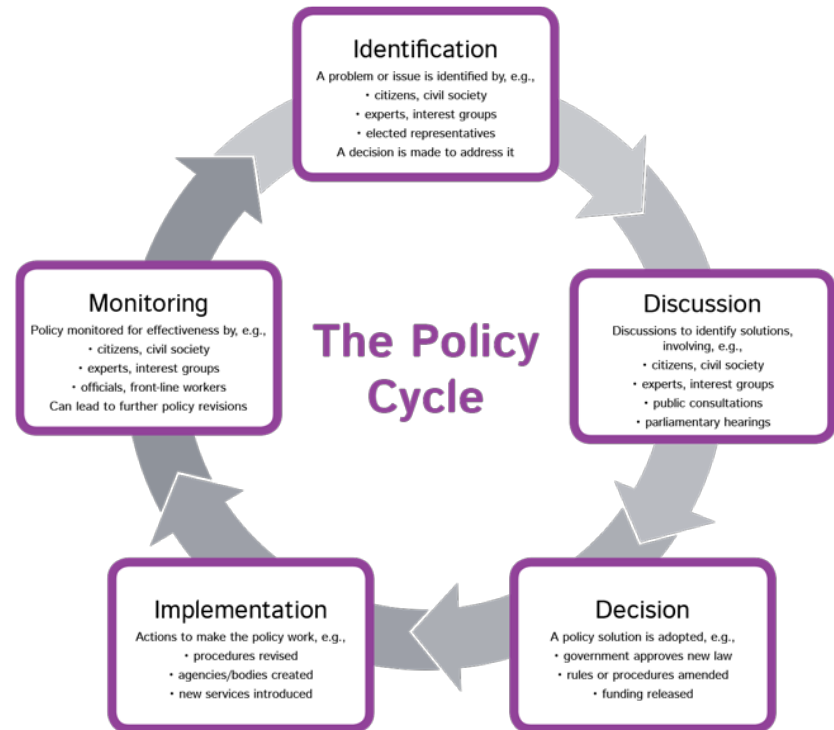 Identification
A problem or issue is identified by, e.g.,
• citizens, civil society
• experts, interest groups
• elected representatives
A decision is made to address it
Discussion
Discussions to identify solutions,
involving, e.g.,
• citizens, civil society
• experts, interest groups
• public consultations
• parliamentary hearings
Decision
A policy solution is adopted, e.g.,
• government approves new law
• rules or procedures amended
• funding released
Implementation
Actions to make the policy work, e.g.,
• procedures revised
• agencies/bodies created
• new services introduced
Monitoring
Policy monitored for effectiveness by, e.g.,
• citizens, civil society
• experts, interest groups
• officials, front-line workers
Can lead to further policy revisions
The Policy
Cycle